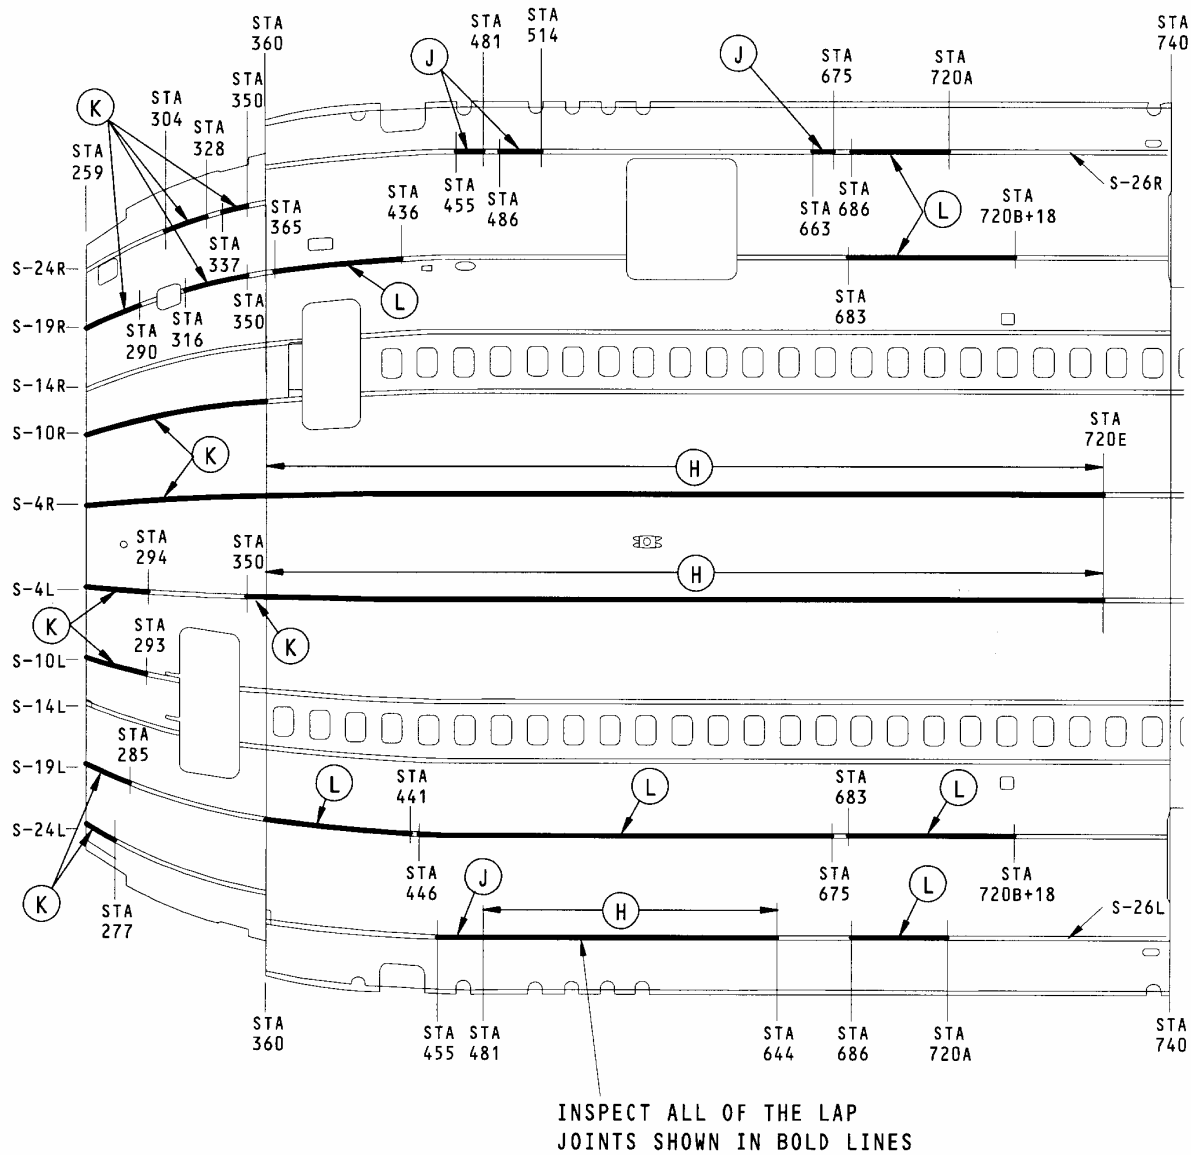 STA
360
STA
481
STA
514
STA
740
J
J
STA
350
STA
675
STA
720A
K
STA
304
STA
328
STA
259
S-26R
STA
455
STA
486
STA
663
STA
686
L
STA
720B+18
STA
365
STA
436
STA
337
S-24R
L
STA
350
STA
683
S-19R
STA
290
STA
316
S-14R
S-10R
K
STA
720E
H
S-4R
STA
294
STA
350
H
S-4L
K
K
STA
293
S-10L
S-14L
STA
285
S-19L
L
STA
441
L
STA
683
L
S-24L
K
STA
277
STA
446
STA
675
STA
720B+18
J
H
L
S-26L
STA
360
STA
455
STA
481
STA
644
STA
686
STA
720A
STA
740
INSPECT ALL OF THE LAP
JOINTS SHOWN IN BOLD LINES